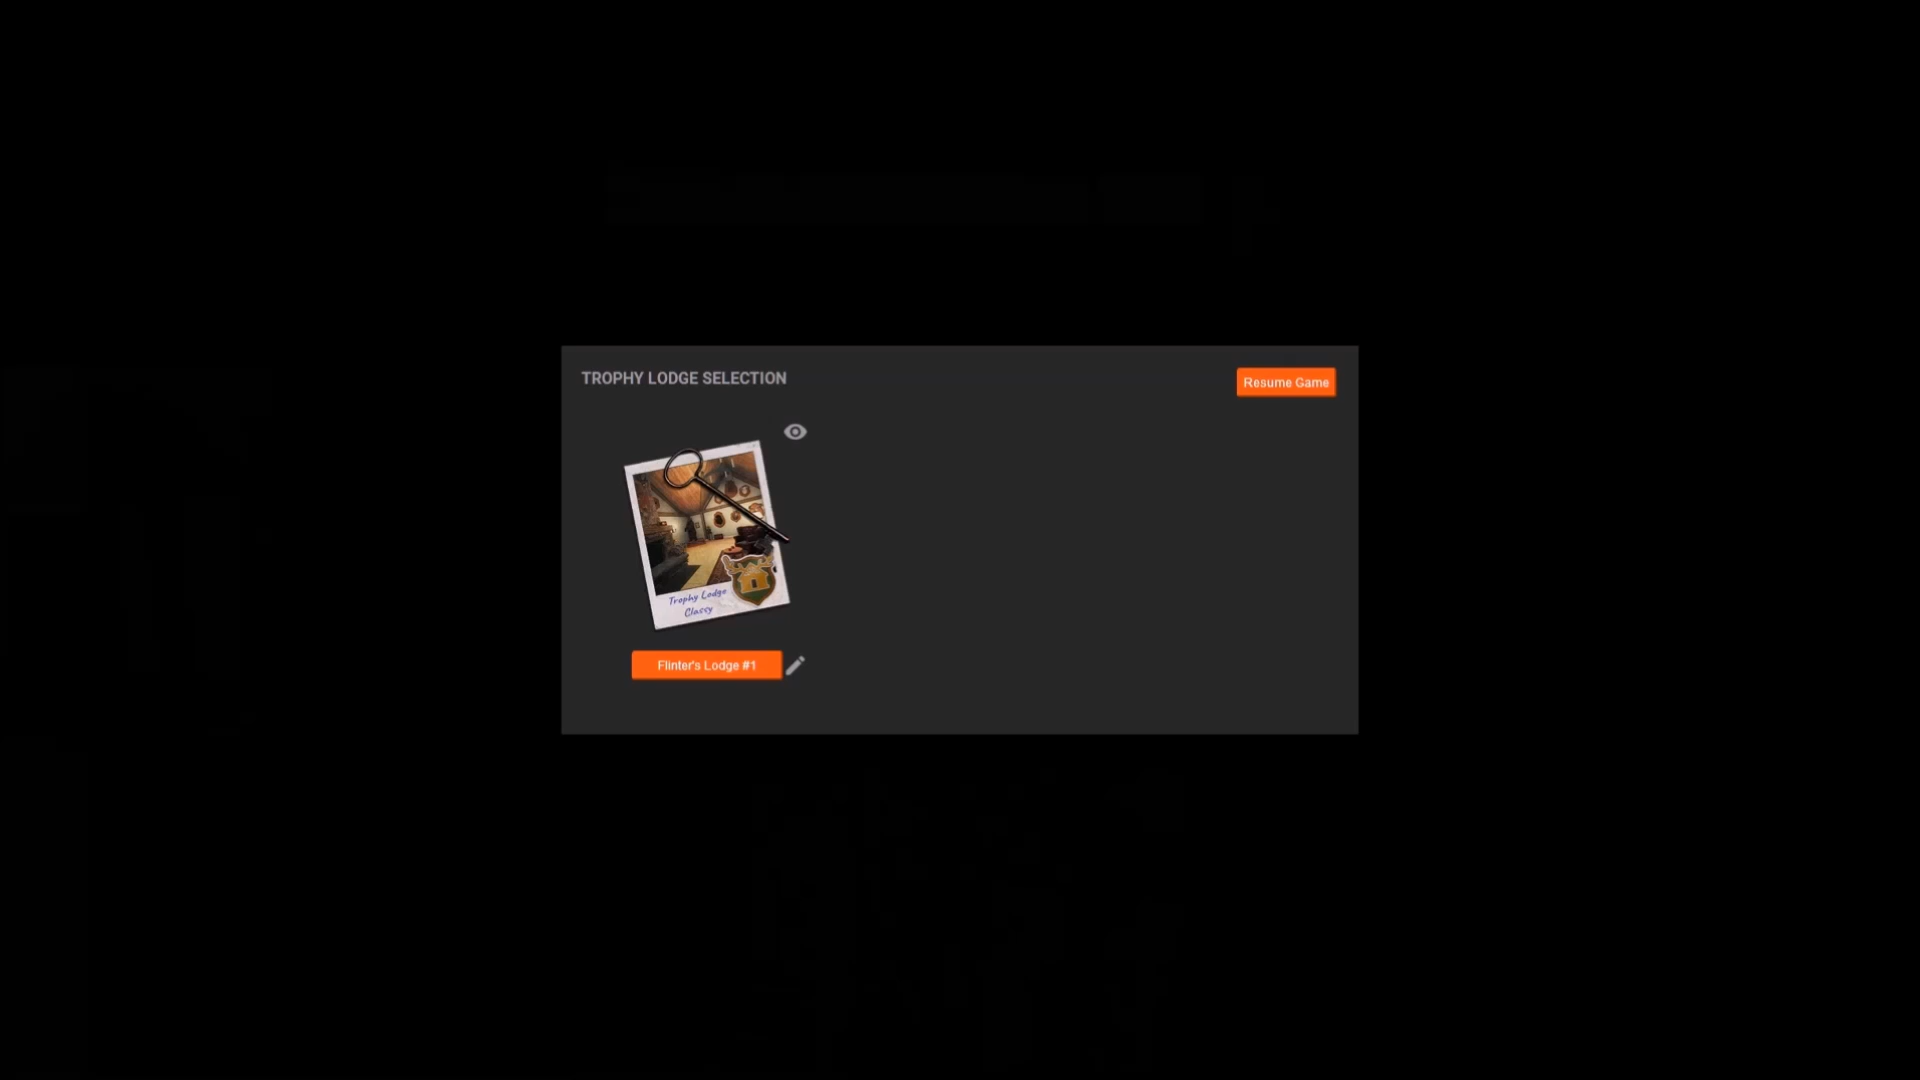 TROPHY LODGE SELECTION
Resume Game
Trophy Lodge
Classy
Flinter's Lodge #1